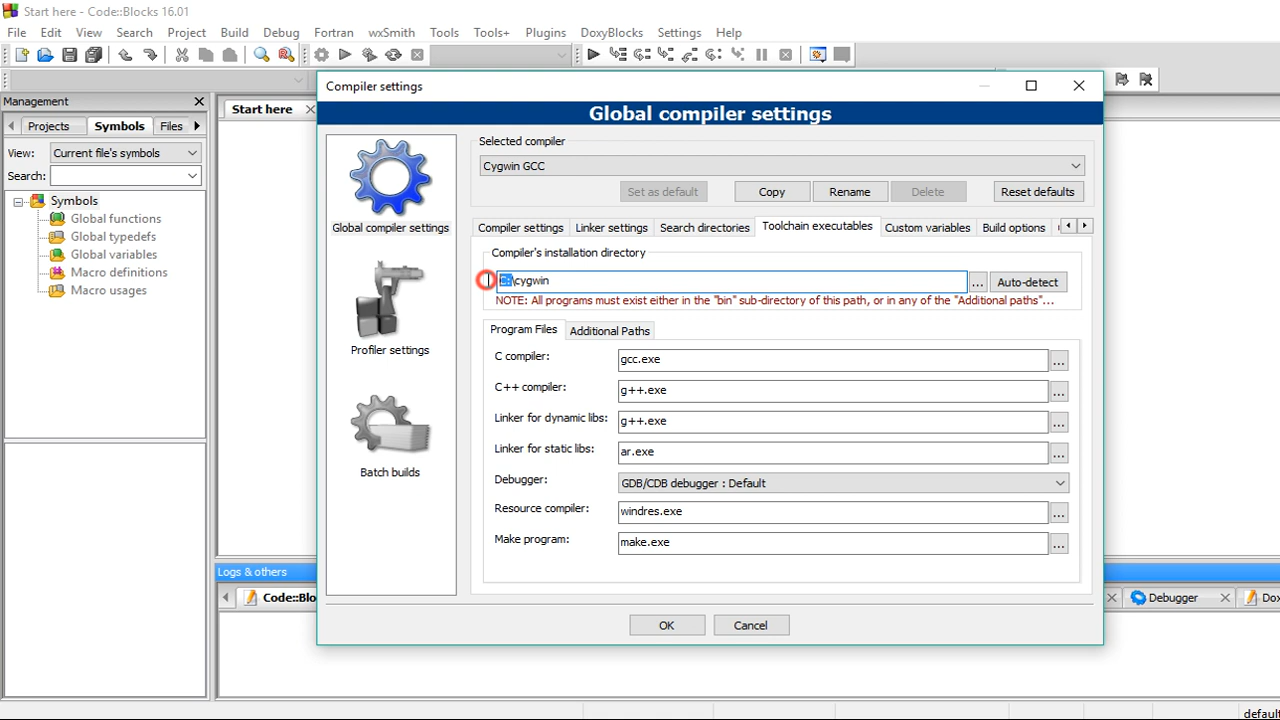 Start here - Code::Blocks 16.01
File Edit View Search Project Build Debug Fortran wxSmith Tools Tools+ Plugins DoxyBlocks Settings Help
Management
Start here
Projects Symbols Files
View: Current file's symbols
Search:
Symbols
Global functions
Global typedefs
Global variables
Macro definitions
Macro usages
Compiler settings
Global compiler settings
Global compiler settings
Profiler settings
Batch builds
Selected compiler
Cygwin GCC
Set as default Copy Rename Delete Reset defaults
Compiler settings Linker settings Search directories Toolchain executables Custom variables Build options
Compiler's installation directory
C:\cygwin ... Auto-detect
NOTE: All programs must exist either in the "bin" sub-directory of this path, or in any of the "Additional paths"...
Program Files Additional Paths
C compiler: gcc.exe ...
C++ compiler: g++.exe ...
Linker for dynamic libs: g++.exe ...
Linker for static libs: ar.exe ...
Debugger: GDB/CDB debugger : Default
Resource compiler: windres.exe ...
Make program: make.exe ...
OK Cancel
Logs & others
Code::Blo Debugger Dox
default